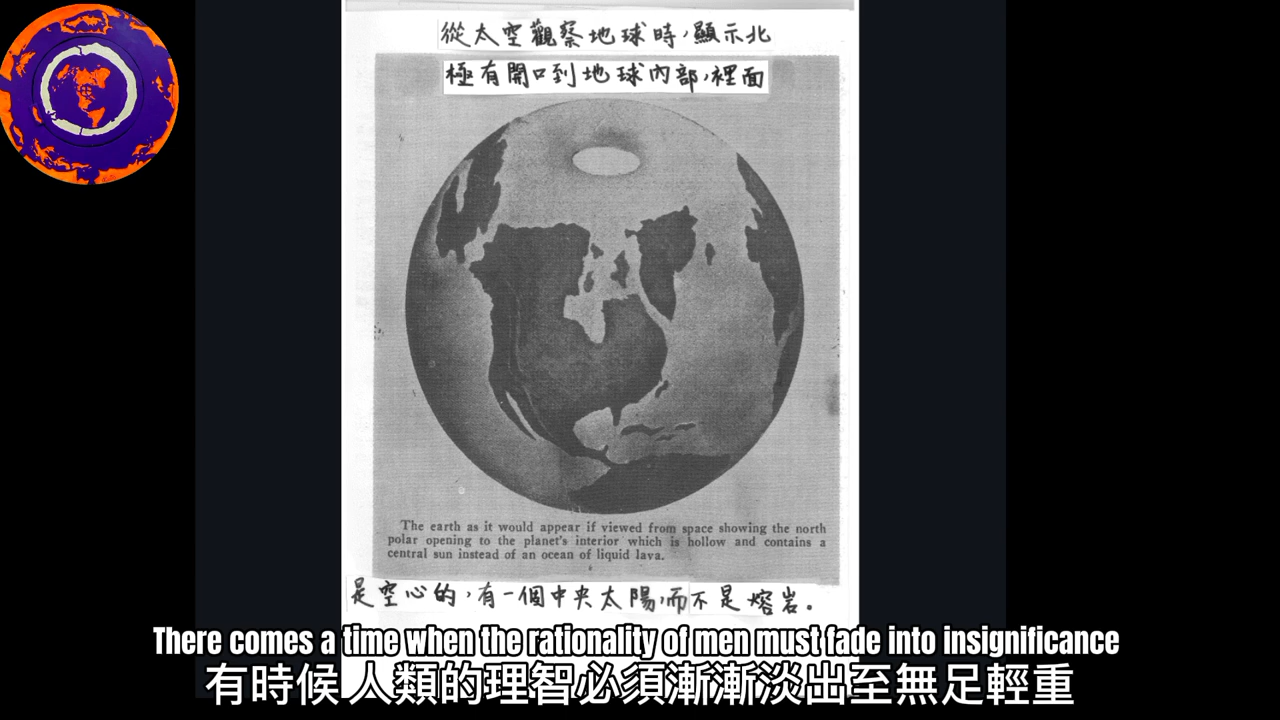 從太空觀察地球時,顯示北
極有開口到地球內部,裡面
The earth as it would appear if viewed from space showing the north
polar opening to the planet's interior which is hollow and contains a
central sun instead of an ocean of liquid lava.
是空心的,有一個中央太陽,而不是熔岩。
There comes a time when the rationality of men must fade into insignificance
有時候 人類的理智必須漸漸淡出至無足輕重